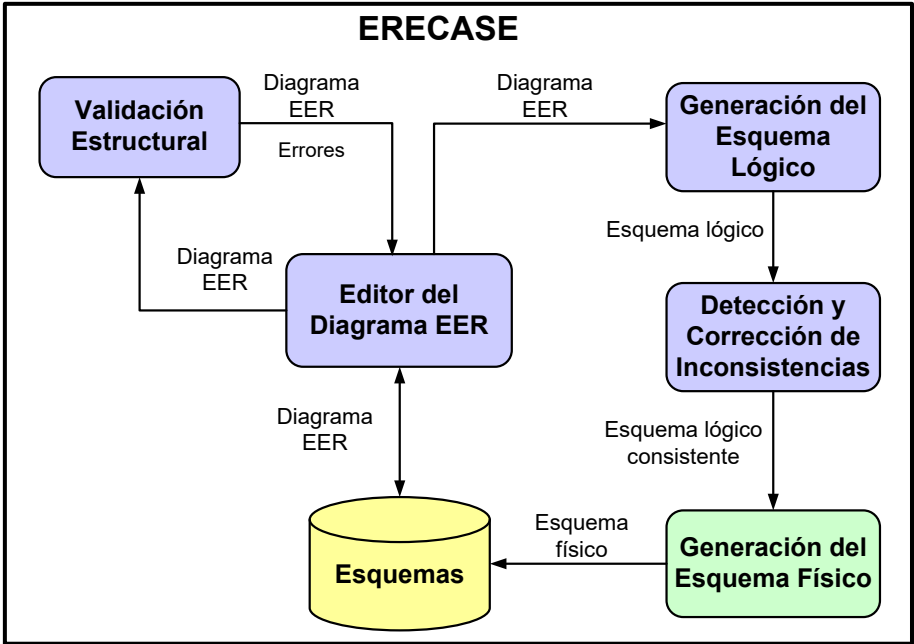 ERECASE
Diagrama
EER
Diagrama
EER
Validación
Estructural
Generación del
Esquema
Lógico
Errores
Esquema lógico
Diagrama
EER
Editor del
Diagrama EER
Detección y
Corrección de
Inconsistencias
Diagrama
EER
Esquema lógico
consistente
Esquema
físico
Generación del
Esquema Físico
Esquemas